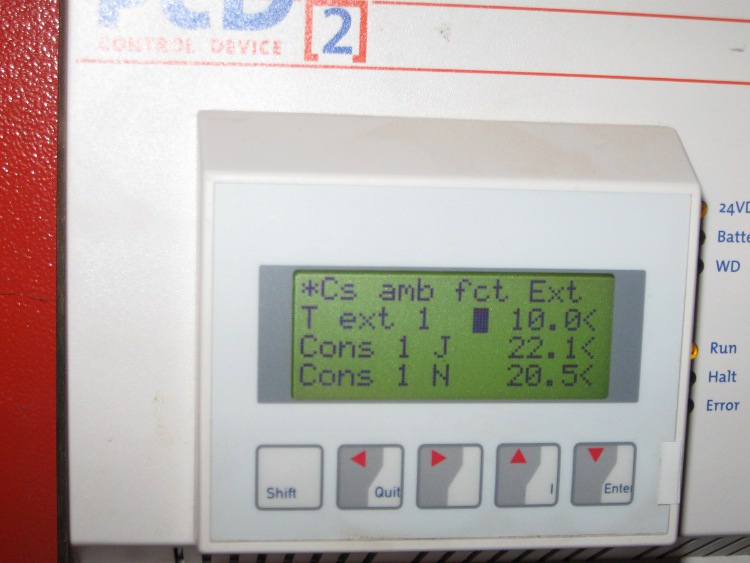 PCD
CONTROL DEVICE
2
*Cs amb fct Ext
T ext 1 10.0<
Cons 1 J 22.1<
Cons 1 N 20.5<
24VD
Batte
WD
Run
Halt
Error
Shift
Quit
I
Enter